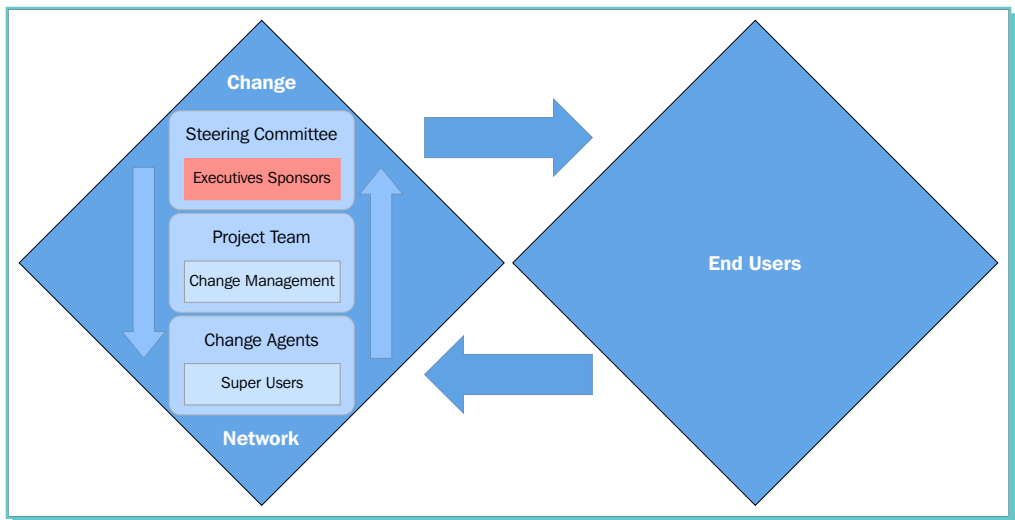 Change
Steering Committee
Executives Sponsors
Project Team
Change Management
Change Agents
Super Users
Network
End Users